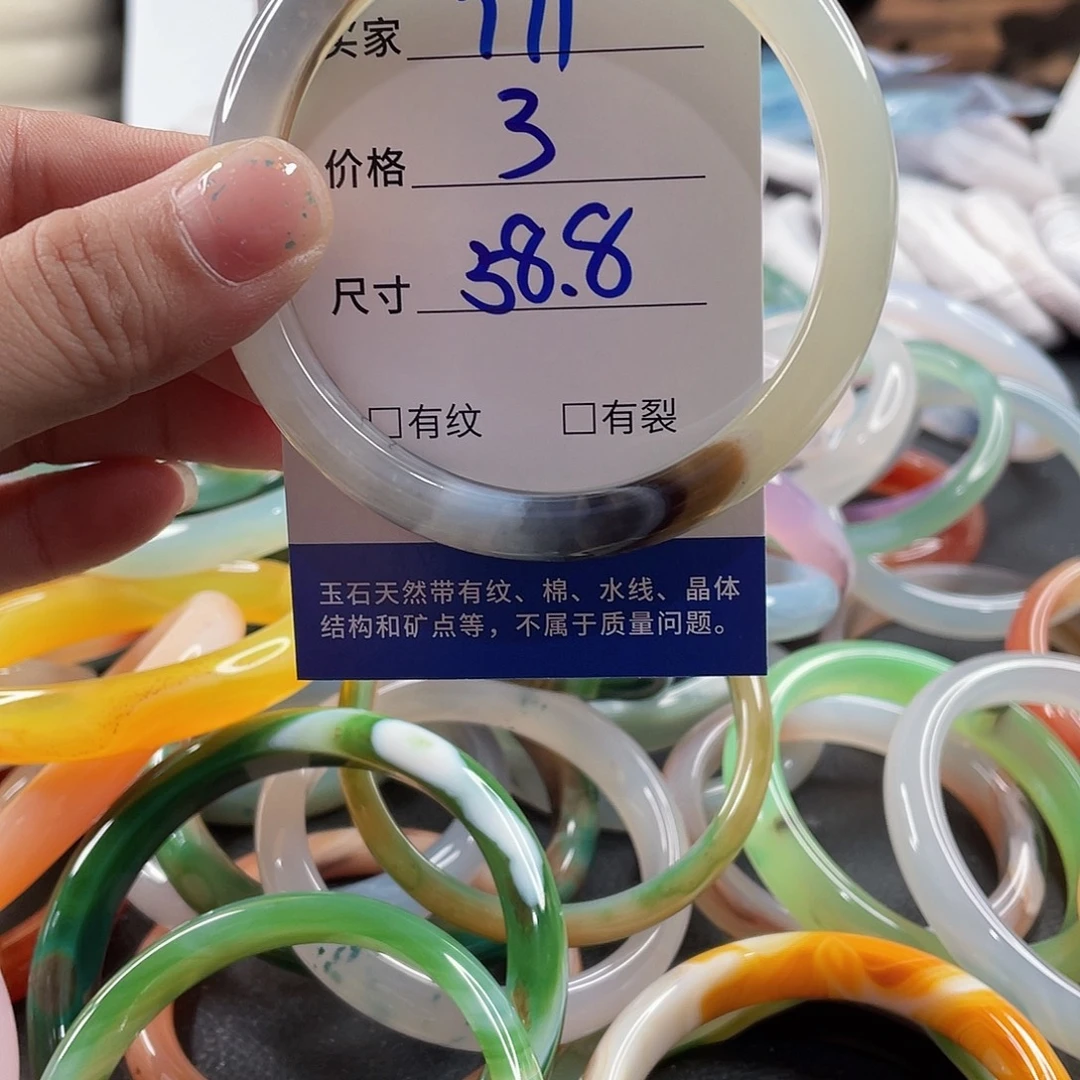 买家
价格 3
尺寸 58.8
□有纹 □有裂
玉石天然带有纹、棉、水线、晶体
结构和矿点等，不属于质量问题。